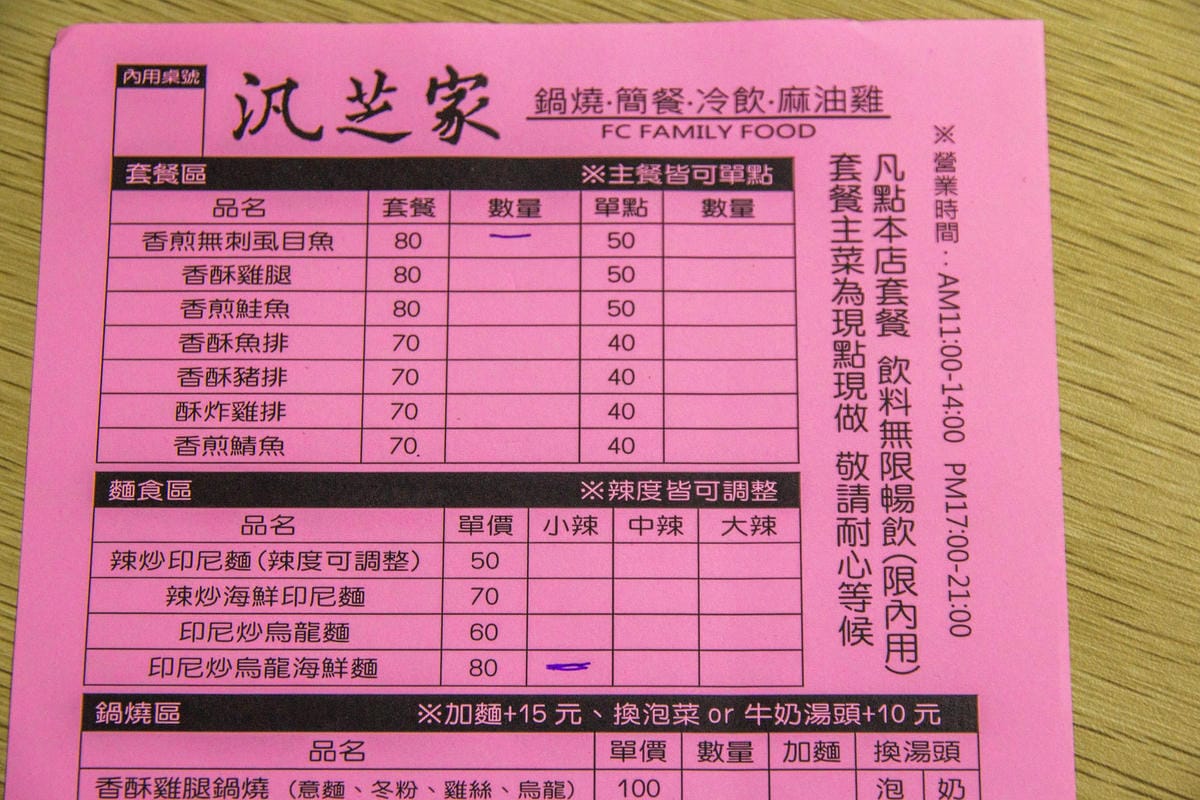 內用桌號
汎芝家
鍋燒·簡餐·冷飲·麻油雞
FC FAMILY FOOD
套餐區 ※主餐皆可單點
品名 套餐 數量 單點 數量
香煎無刺虱目魚 80 一 50
香酥雞腿 80 50
香煎鮭魚 80 50
香酥魚排 70 40
香酥豬排 70 40
酥炸雞排 70 40
香煎鯖魚 70 40
麵食區 ※辣度皆可調整
品名 單價 小辣 中辣 大辣
辣炒印尼麵(辣度可調整) 50
辣炒海鮮印尼麵 70
印尼炒烏龍麵 60
印尼炒烏龍海鮮麵 80 一
鍋燒區 ※加麵+15 元、換泡菜 or 牛奶湯頭+10 元
品名 單價 數量 加麵 換湯頭
香酥雞腿鍋燒 (意麵、冬粉、雞絲、烏龍) 100 泡 奶
※營業時間：AM11:00-14:00 PM17:00-21:00
凡點本店套餐 飲料無限暢飲(限內用)
套餐主菜為現點現做 敬請耐心等候